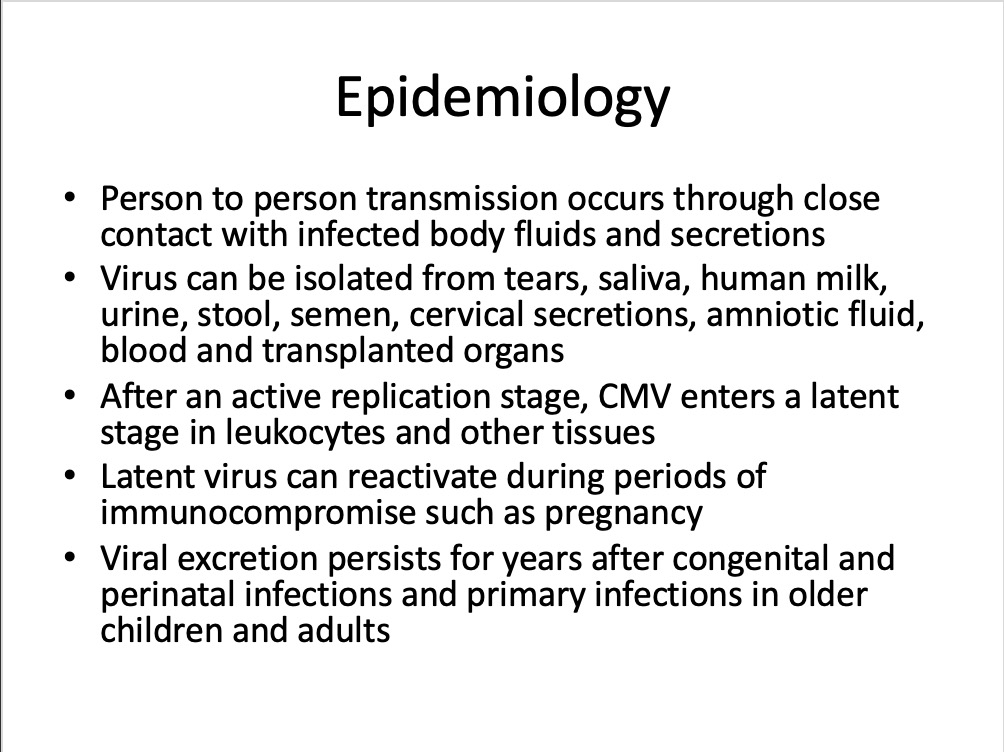 Epidemiology
• Person to person transmission occurs through close
contact with infected body fluids and secretions
• Virus can be isolated from tears, saliva, human milk,
urine, stool, semen, cervical secretions, amniotic fluid,
blood and transplanted organs
• After an active replication stage, CMV enters a latent
stage in leukocytes and other tissues
• Latent virus can reactivate during periods of
immunocompromise such as pregnancy
• Viral excretion persists for years after congenital and
perinatal infections and primary infections in older
children and adults